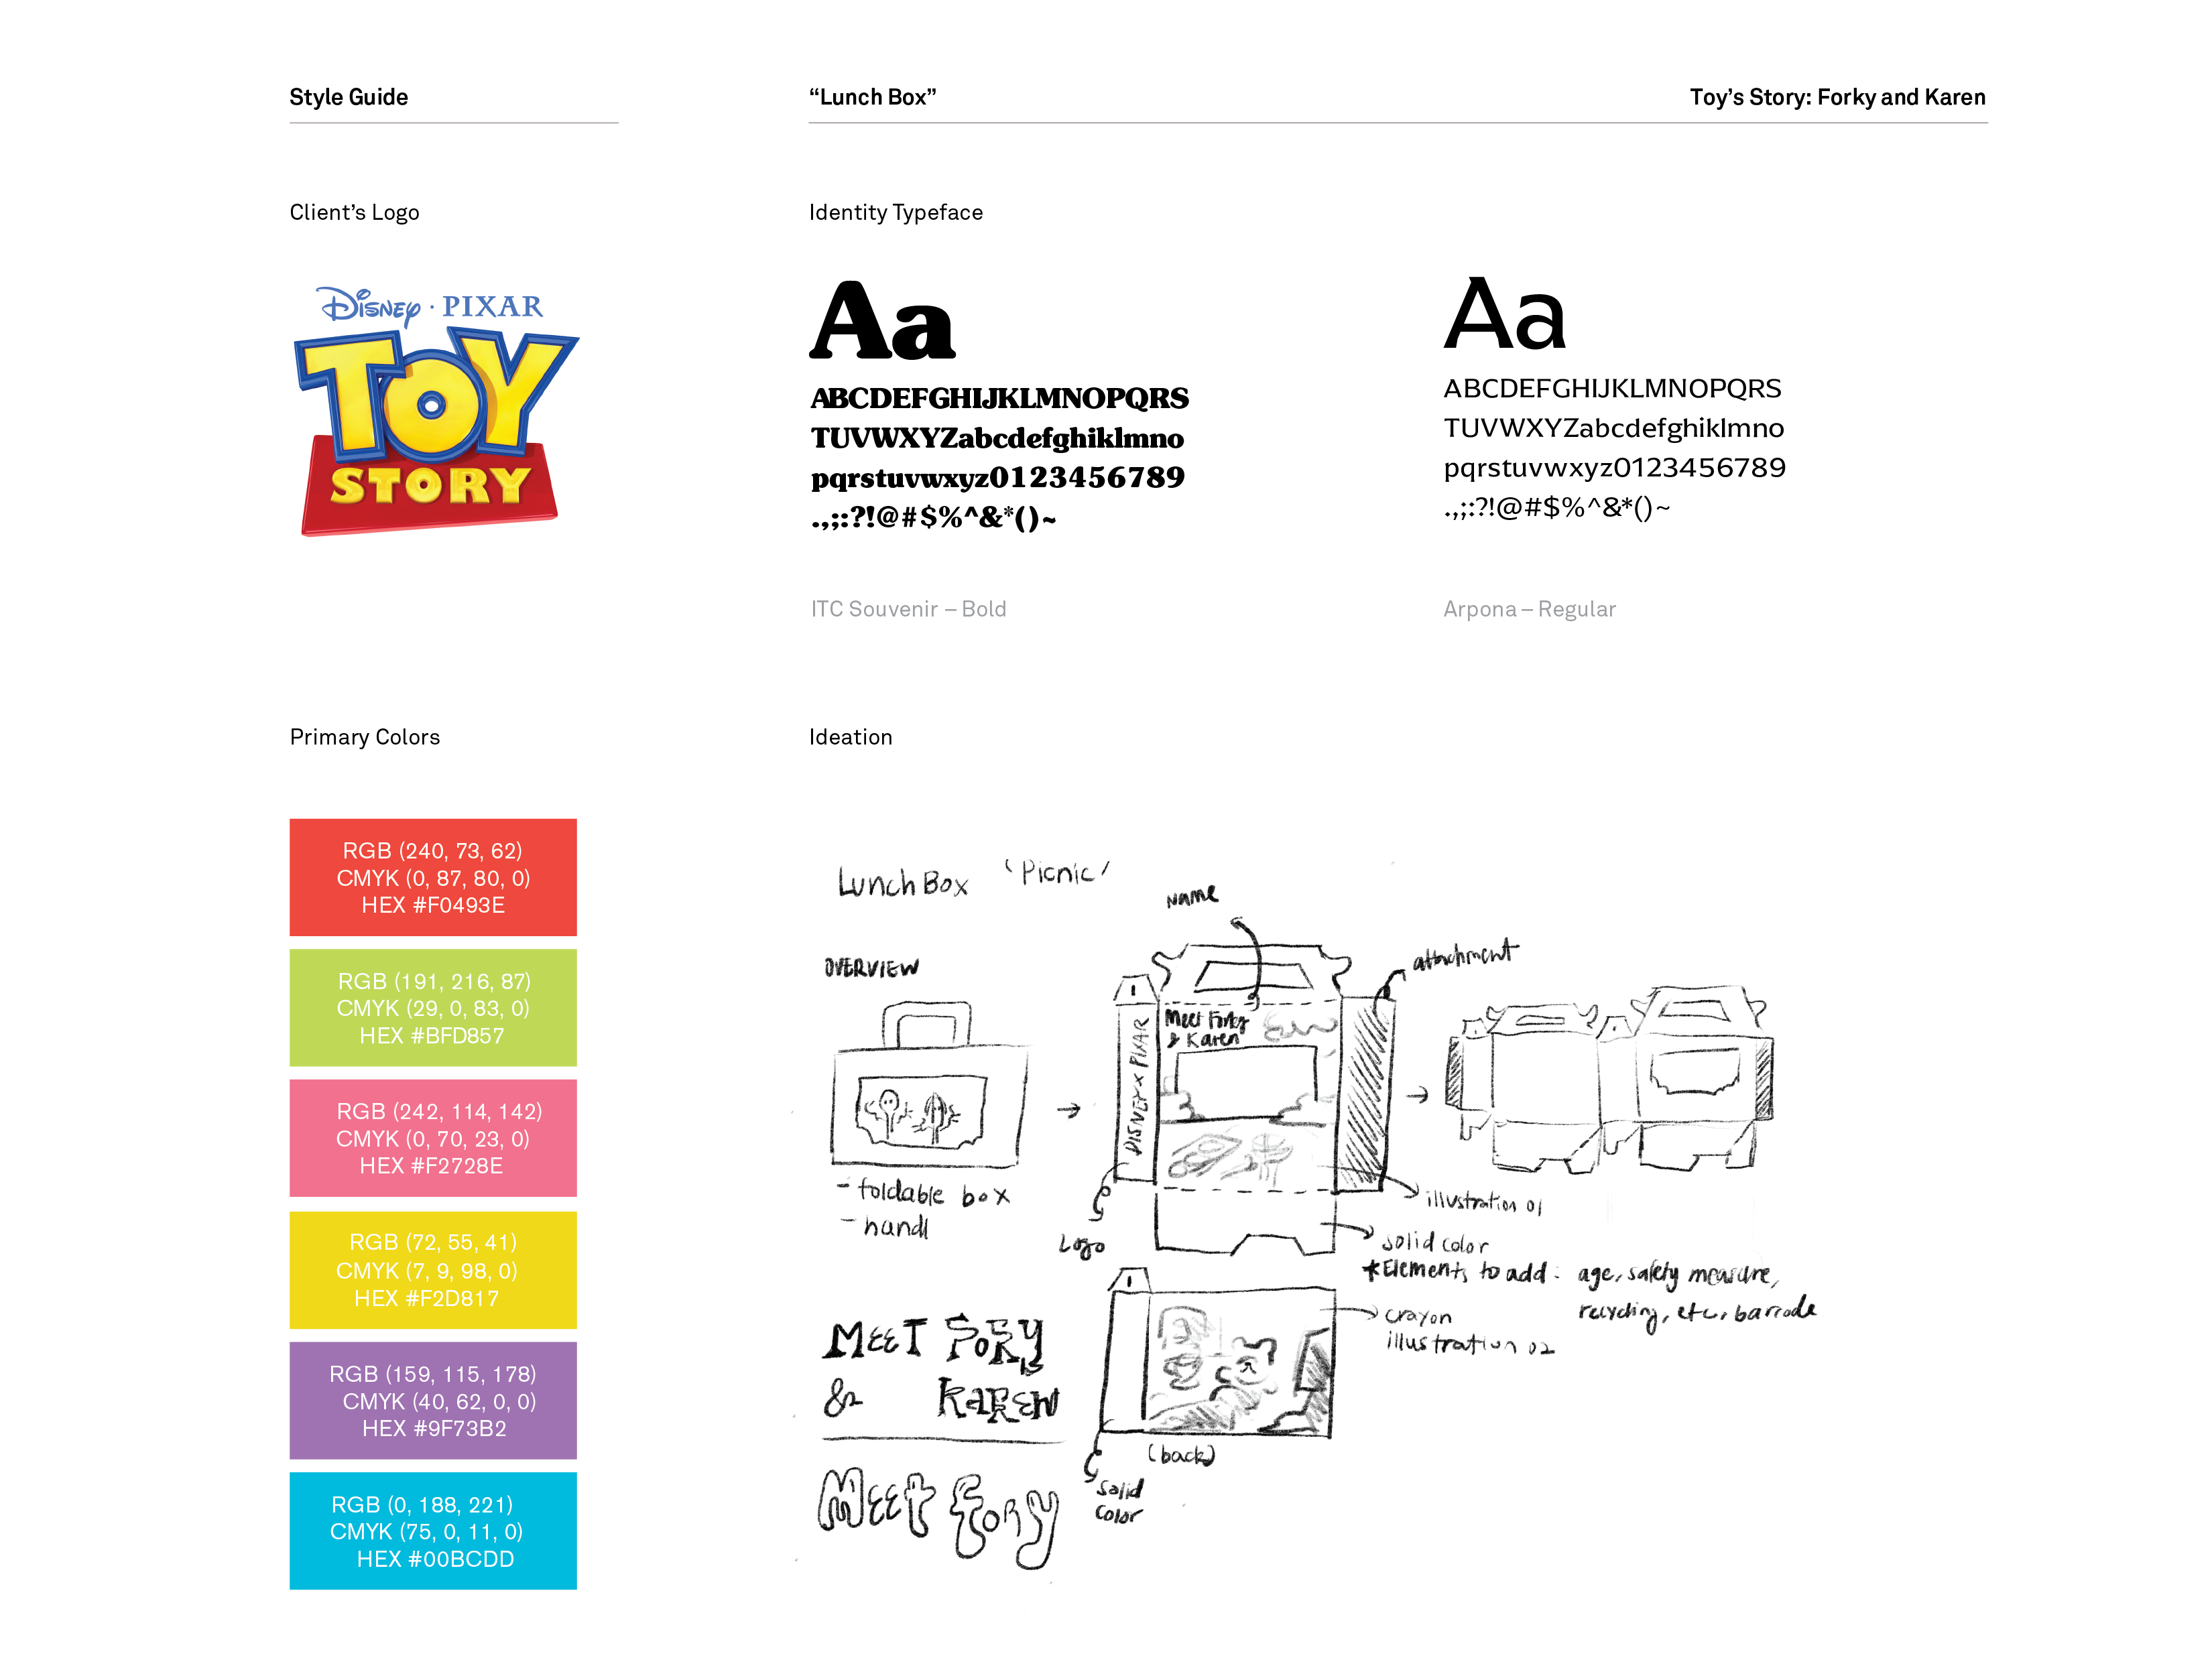 Style Guide
“Lunch Box”
Toy’s Story: Forky and Karen
Client’s Logo
DISNEY · PIXAR
TOY
STORY
Identity Typeface
Aa
ABCDEFGHIJKLMNOPQRS
TUVWXYZabcdefghiklmno
pqrstuvwxyz0123456789
.,;:?!@#$%^&*()~
ITC Souvenir – Bold
Aa
ABCDEFGHIJKLMNOPQRS
TUVWXYZabcdefghiklmno
pqrstuvwxyz0123456789
.,;:?!@#$%^&*()~
Arpona – Regular
Primary Colors
RGB (240, 73, 62)
CMYK (0, 87, 80, 0)
HEX #F0493E
RGB (191, 216, 87)
CMYK (29, 0, 83, 0)
HEX #BFD857
RGB (242, 114, 142)
CMYK (0, 70, 23, 0)
HEX #F2728E
RGB (72, 55, 41)
CMYK (7, 9, 98, 0)
HEX #F2D817
RGB (159, 115, 178)
CMYK (40, 62, 0, 0)
HEX #9F73B2
RGB (0, 188, 221)
CMYK (75, 0, 11, 0)
HEX #00BCDD
Ideation
Lunch Box 'Picnic'
OVERVIEW
- foldable box
- handl
Name
attachment
Meet Forky
& Karen
DISNEY x PIXAR
Logo
illustration 01
solid color
*Elements to add: age, safety measure,
recycling, etc, barcode
crayon
illustration 02
(back)
Solid
color
MEET FORY
& KAREN
MEEt FORY